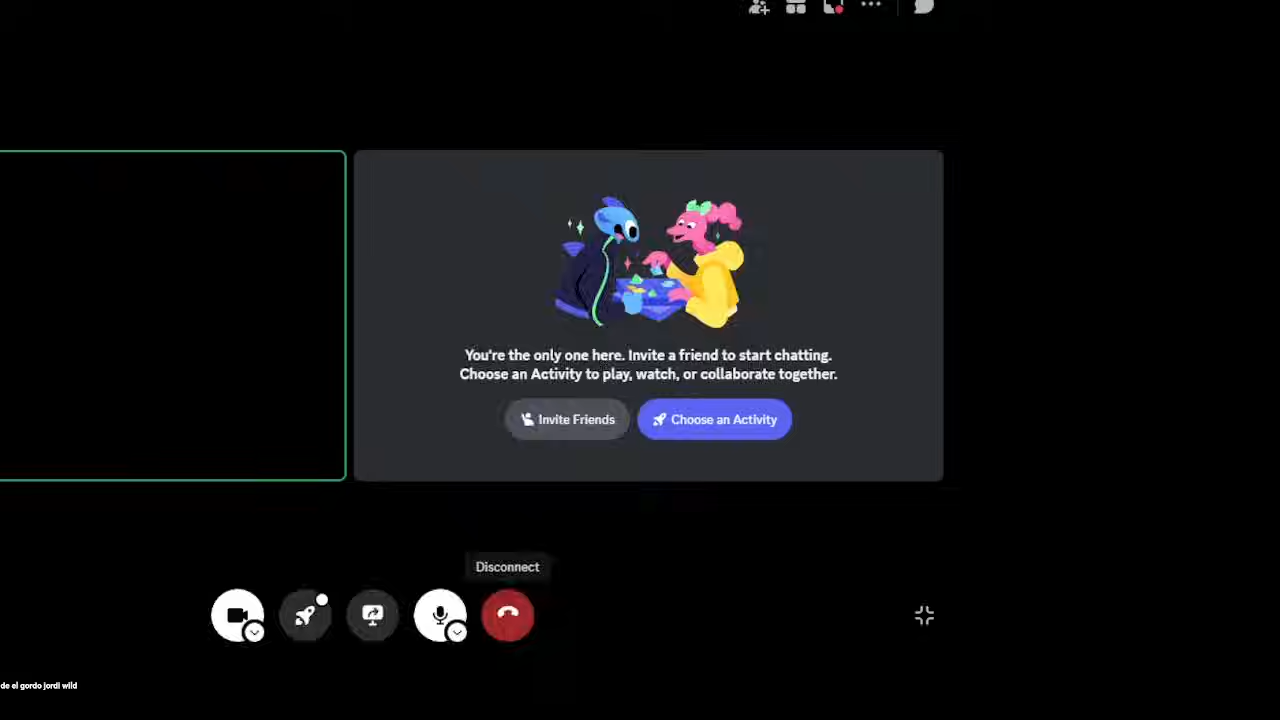 You're the only one here. Invite a friend to start chatting.
Choose an Activity to play, watch, or collaborate together.
Invite Friends
Choose an Activity
Disconnect
de el gordo jordi wild